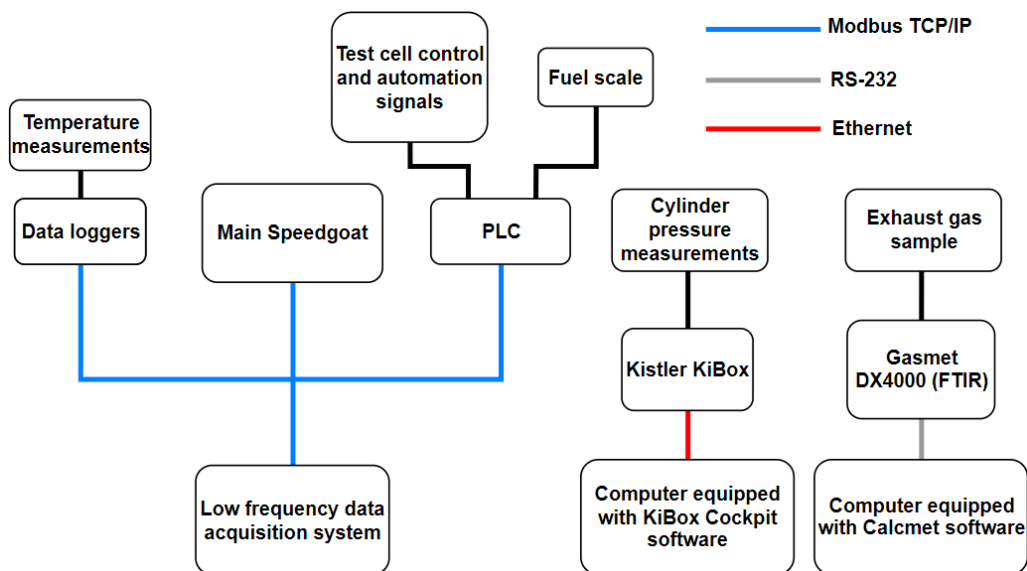 Modbus TCP/IP
RS-232
Ethernet
Test cell control
and automation
signals
Fuel scale
Temperature
measurements
Data loggers
Main Speedgoat
PLC
Cylinder
pressure
measurements
Exhaust gas
sample
Kistler KiBox
Gasmet
DX4000 (FTIR)
Low frequency data
acquisition system
Computer equipped
with KiBox Cockpit
software
Computer equipped
with Calcmet software